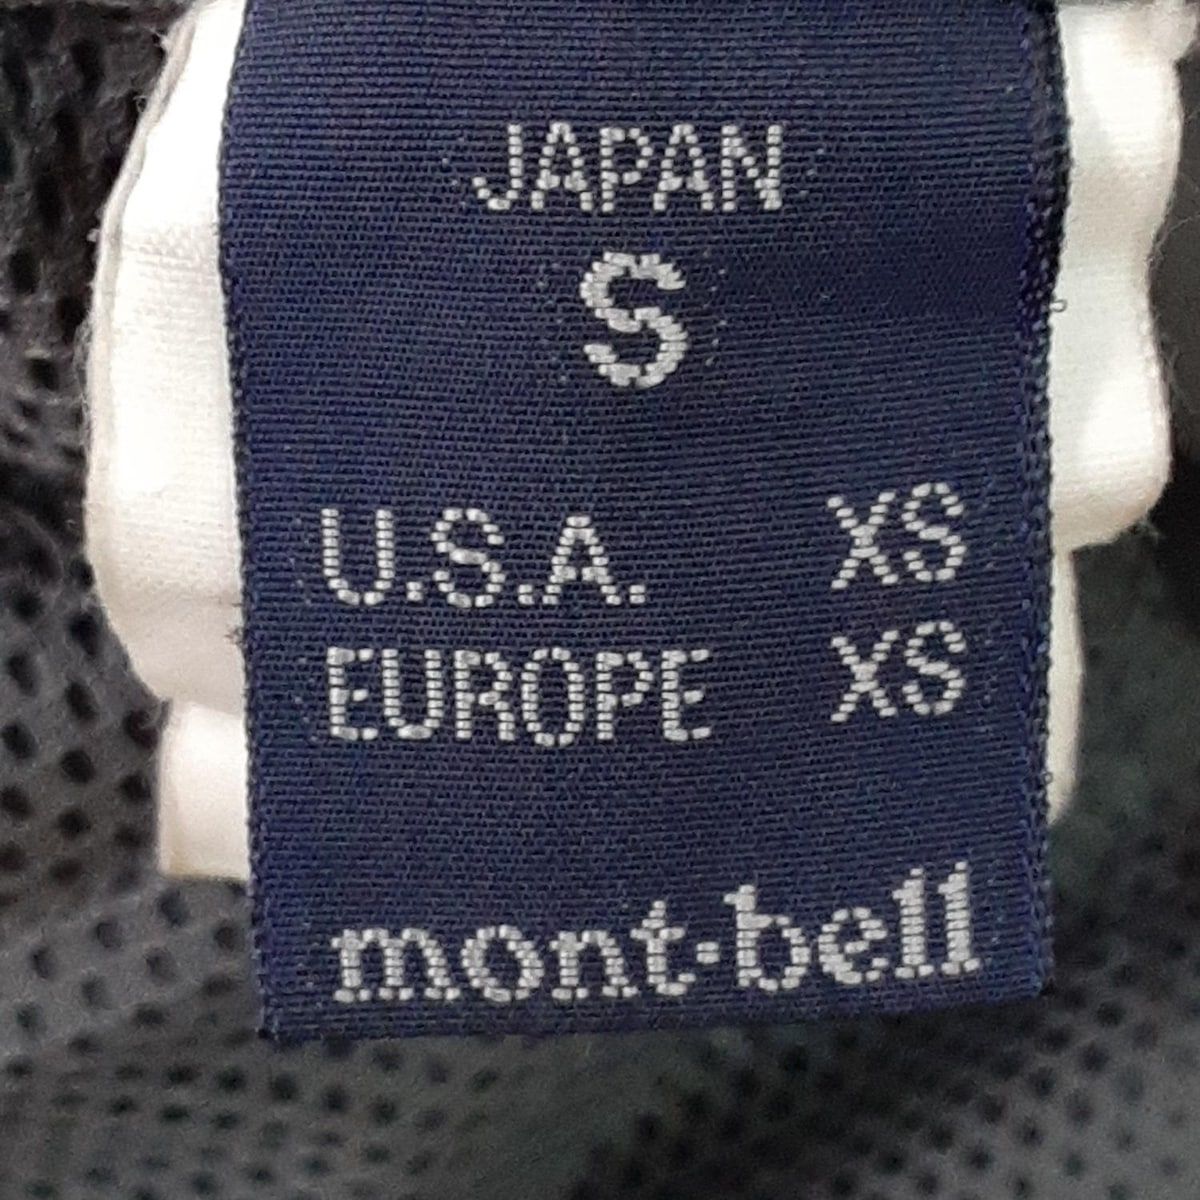 JAPAN
S
U.S.A. XS
EUROPE XS
mont·bell